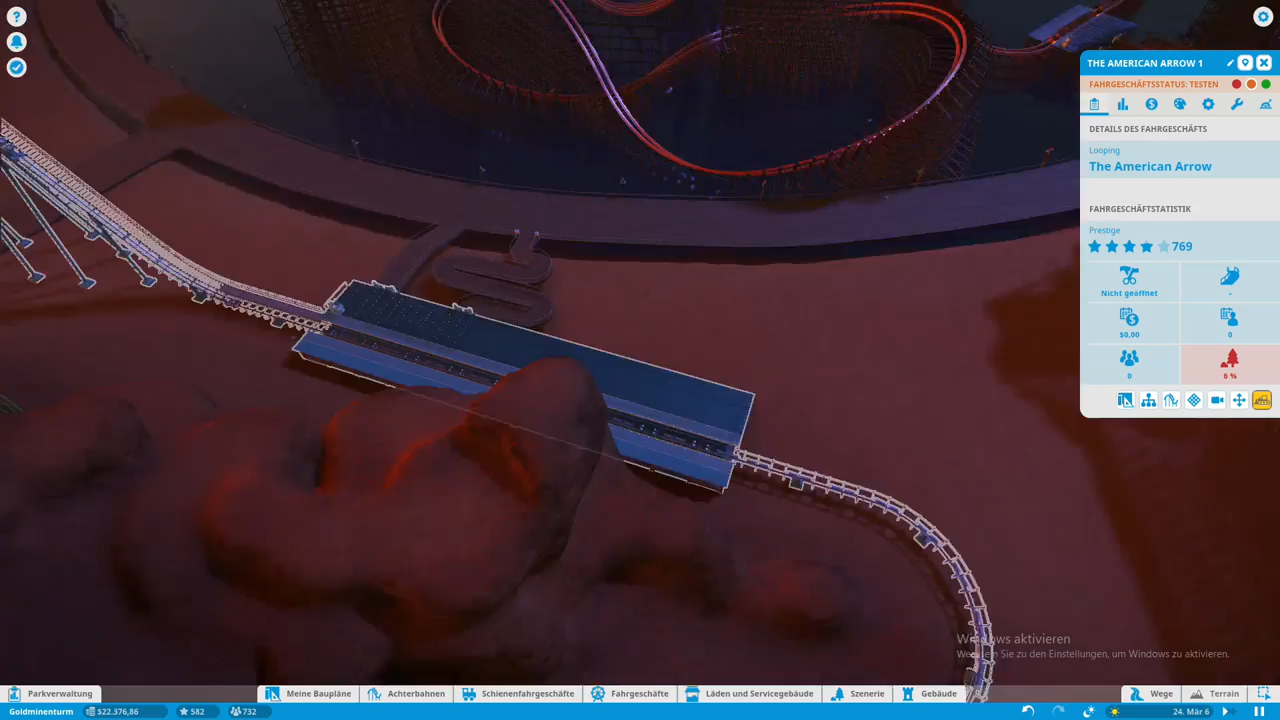 THE AMERICAN ARROW 1
FAHRGESCHÄFTSSTATUS: TESTEN
DETAILS DES FAHRGESCHÄFTS
Looping
The American Arrow
FAHRGESCHÄFTSTATISTIK
Prestige
769
Nicht geöffnet
-
$0,00
0
0
6 %
Windows aktivieren
Wechseln Sie zu den Einstellungen, um Windows zu aktivieren.
Parkverwaltung
Meine Baupläne
Achterbahnen
Schienenfahrgeschäfte
Fahrgeschäfte
Läden und Servicegebäude
Szenerie
Gebäude
Wege
Terrain
Goldminenturm
$22.376,86
582
732
24. Mär 6